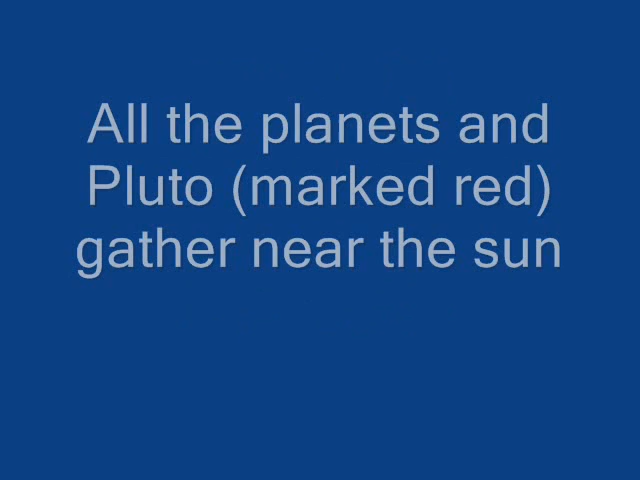 All the planets and
Pluto (marked red)
gather near the sun